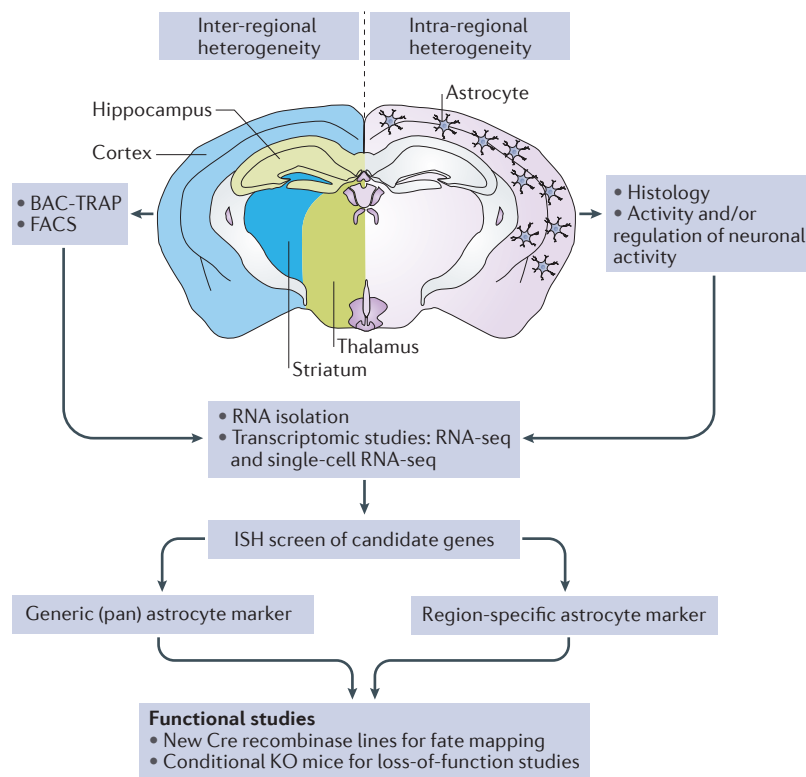 Inter-regional
heterogeneity
Intra-regional
heterogeneity
Astrocyte
Hippocampus
Cortex
• BAC-TRAP
• FACS
• Histology
• Activity and/or
regulation of neuronal
activity
Thalamus
Striatum
• RNA isolation
• Transcriptomic studies: RNA-seq
and single-cell RNA-seq
ISH screen of candidate genes
Generic (pan) astrocyte marker
Region-specific astrocyte marker
Functional studies
• New Cre recombinase lines for fate mapping
• Conditional KO mice for loss-of-function studies